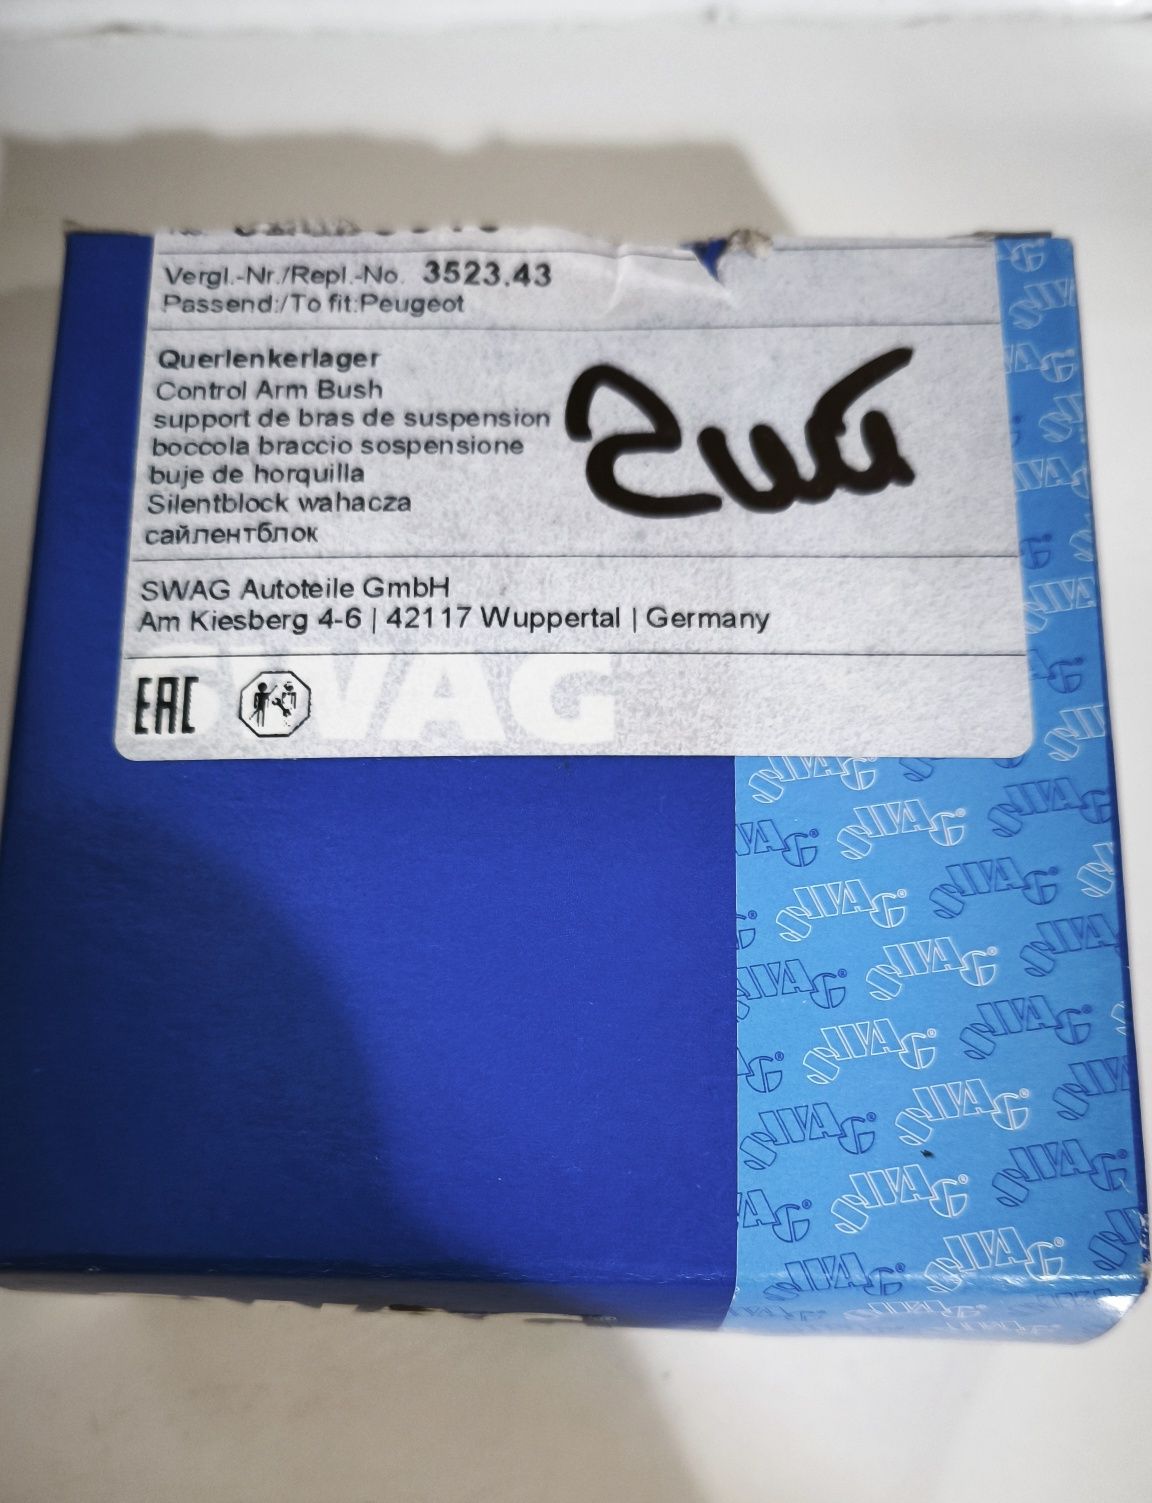 Vergl.-Nr./Repl.-No. 3523.43
Passend:/To fit:Peugeot
Querlenkerlager
Control Arm Bush
support de bras de suspension
boccola braccio sospensione
buje de horquilla
Silentblock wahacza
сайлентблок
SWAG Autoteile GmbH
Am Kiesberg 4-6 | 42117 Wuppertal | Germany
EAC
SWAG